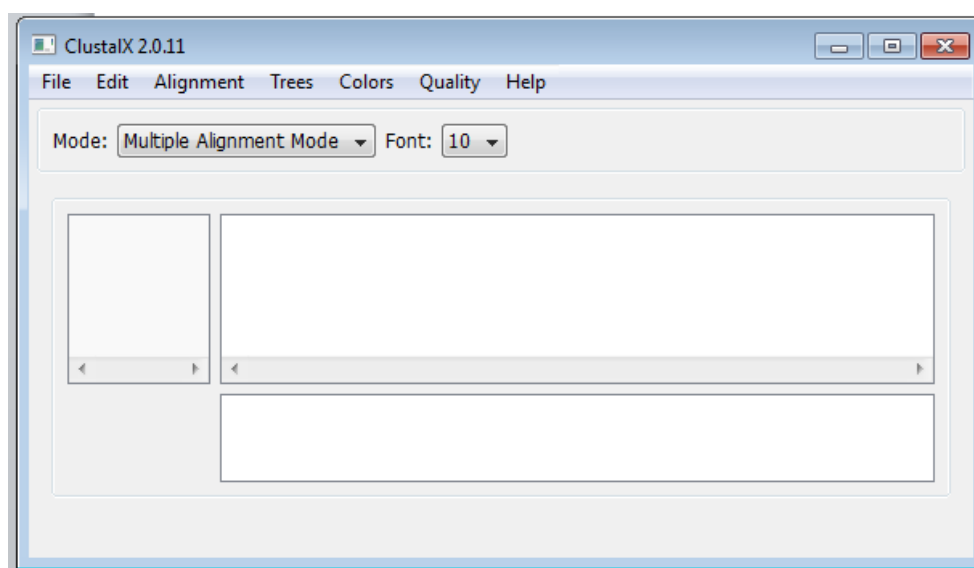 ClustalX 2.0.11
File Edit Alignment Trees Colors Quality Help
Mode: Multiple Alignment Mode Font: 10